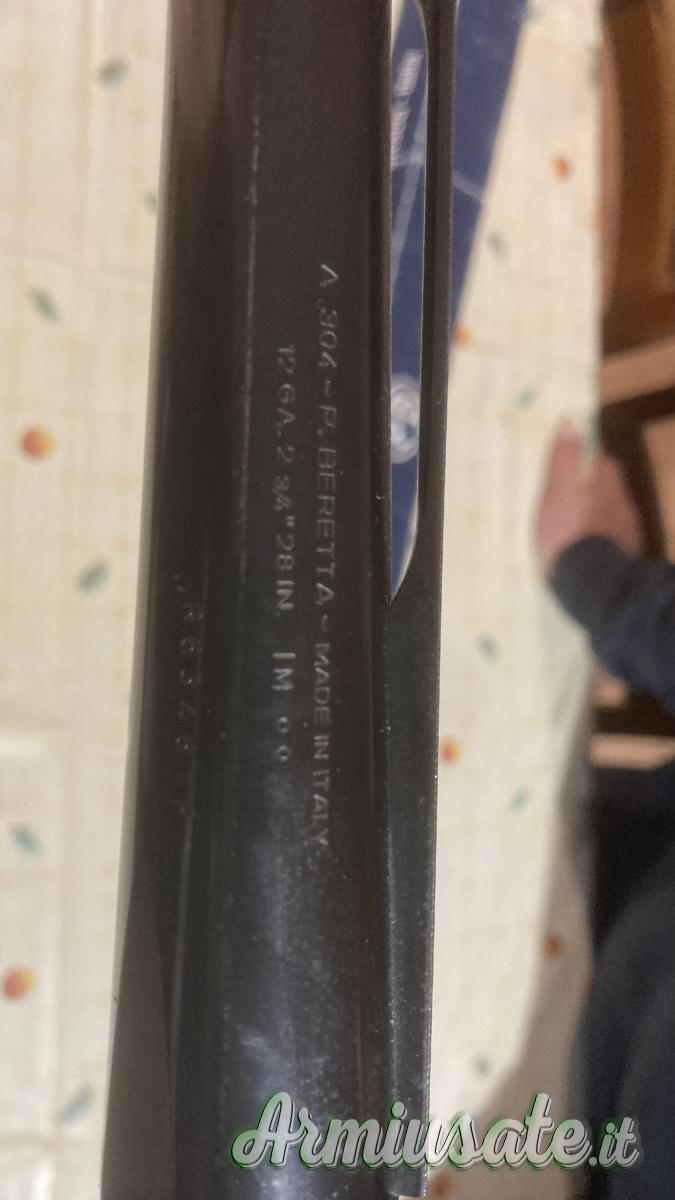 A 304 - P. BERETTA - MADE IN ITALY
12 GA. 2 3/4" 28 IN. IM °°
Armiusate.it